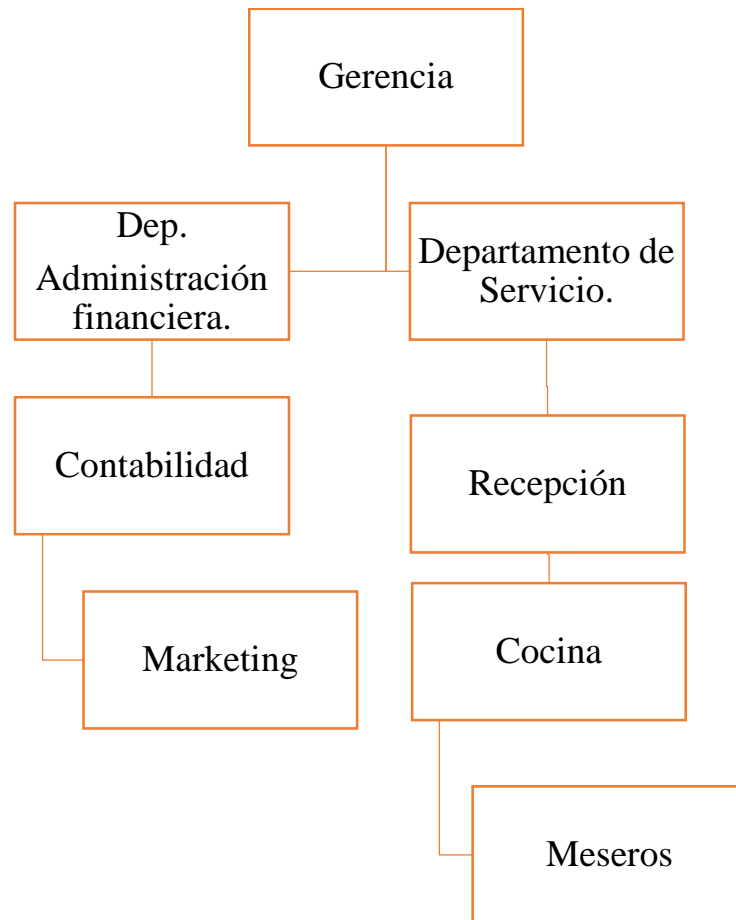 Gerencia
Dep.
Administración
financiera.
Departamento de
Servicio.
Contabilidad
Recepción
Marketing
Cocina
Meseros